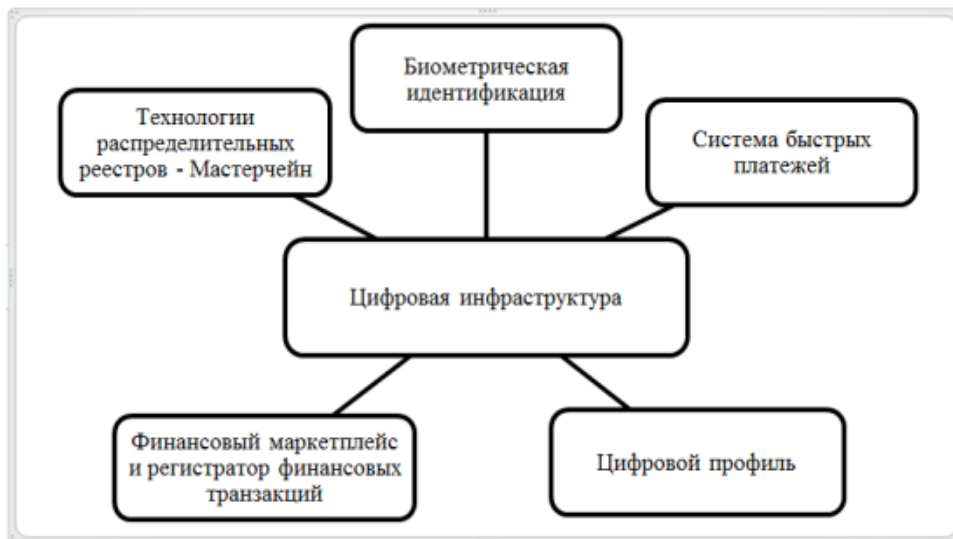 Биометрическая
идентификация
Технологии
распределительных
реестров - Мастерчейн
Система быстрых
платежей
Цифровая инфраструктура
Финансовый маркетплейс
и регистратор финансовых
транзакций
Цифровой профиль